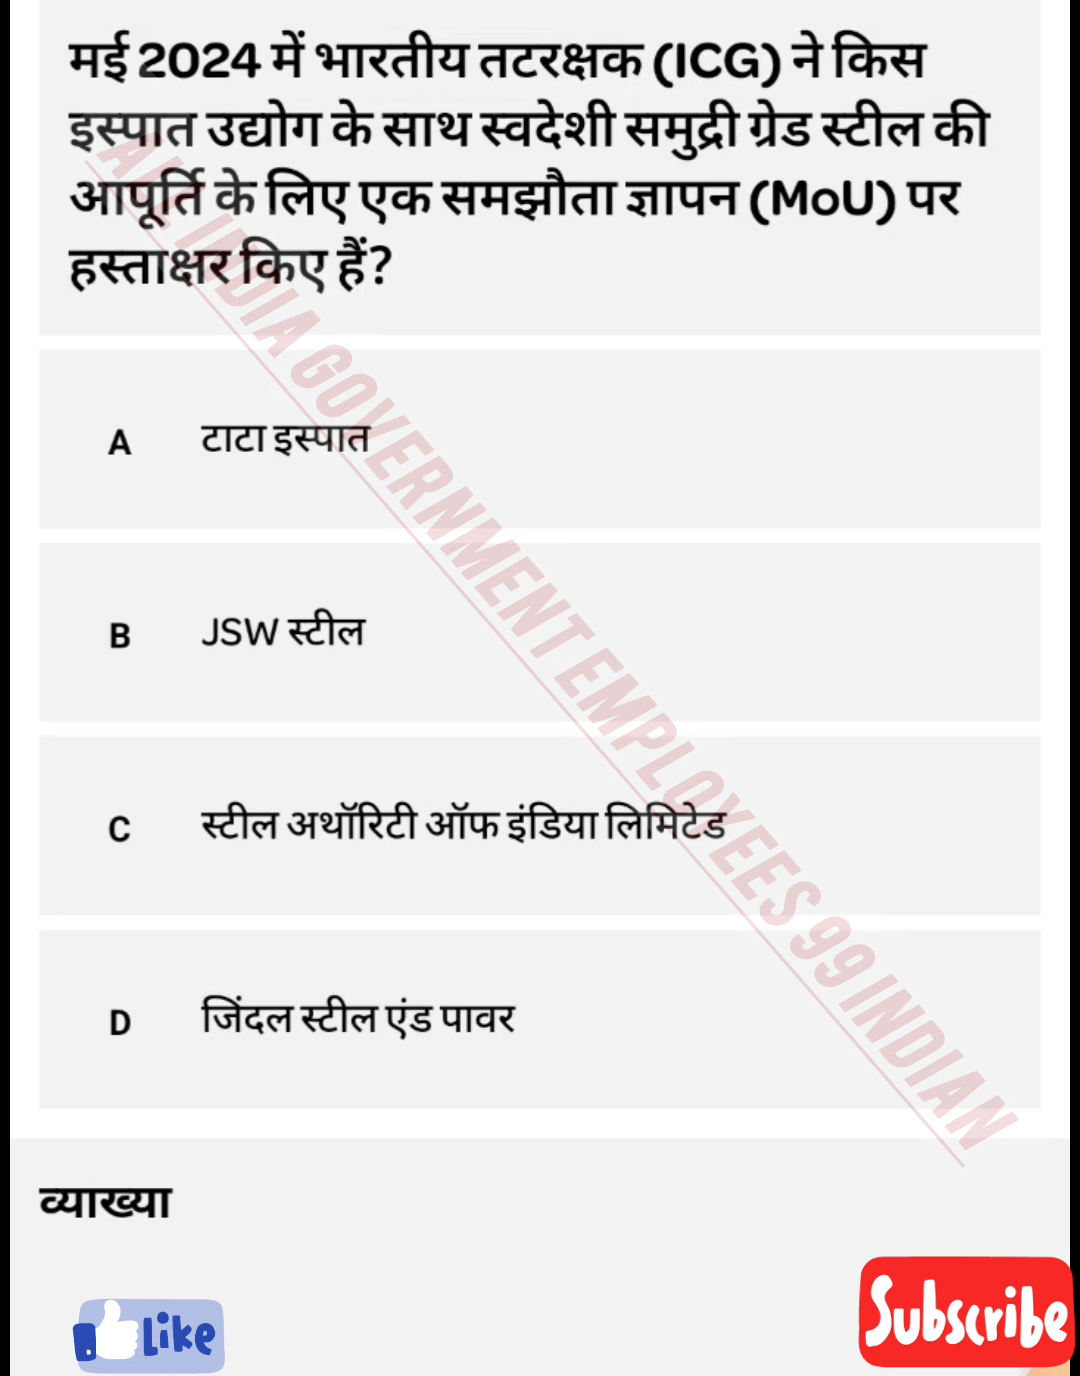 मई 2024 में भारतीय तटरक्षक (ICG) ने किस
इस्पात उद्योग के साथ स्वदेशी समुद्री ग्रेड स्टील की
आपूर्ति के लिए एक समझौता ज्ञापन (MoU) पर
हस्ताक्षर किए हैं?
A टाटा इस्पात
B JSW स्टील
C स्टील अथॉरिटी ऑफ इंडिया लिमिटेड
D जिंदल स्टील एंड पावर
ALL INDIA GOVERNMENT EMPLOYEES 99 INDIAN
व्याख्या
Like
Subscribe